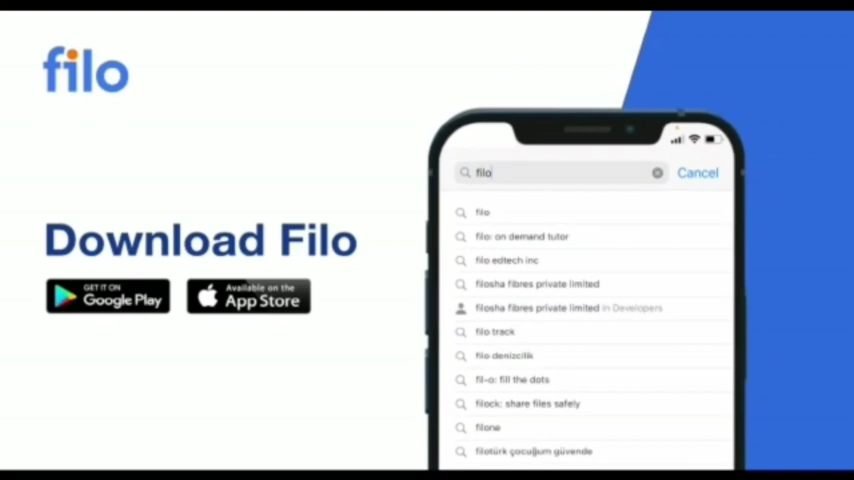 filo
Download Filo
GET IT ON
Google Play
Available on the
App Store
filo
Cancel
filo
filo: on demand tutor
filo edtech inc
filosha fibres private limited
filosha fibres private limited in Developers
filo track
filo denizcilik
fil-o: fill the dots
filock: share files safely
filone
filotürk çocuğum güvende